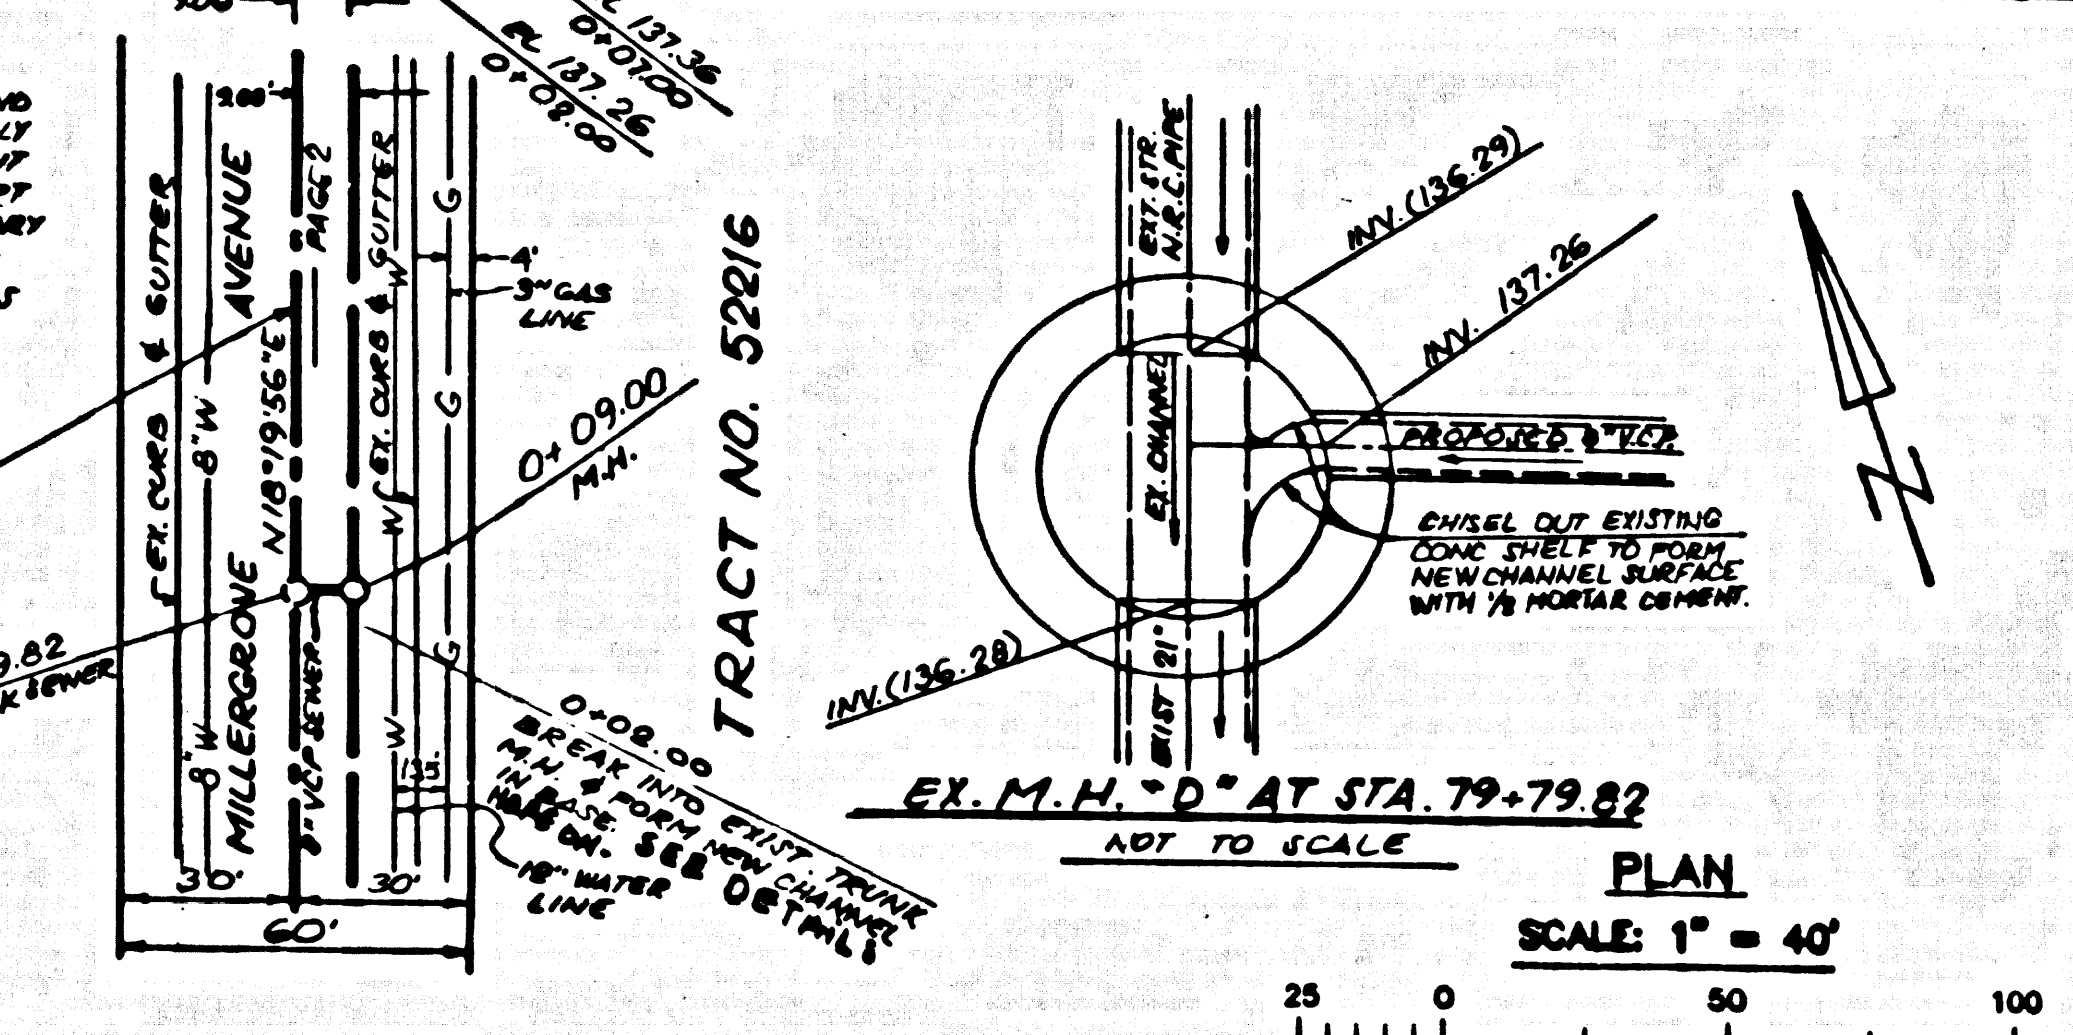 137.36
0+07.00
EL 137.26
0+08.00
LY
200'
EX. CURB & GUTTER
8"W
8"W
MILLERGROVE AVENUE
N18°19'56"E
PAGE 2
8" VCP SEWER
EX. CURB & GUTTER
W
W
W
G
G
G
4'
3" GAS
LINE
0+09.00
M.H.
9.82
K SEWER
0+08.00
BREAK INTO EXIST. TRUNK
M.H. & FORM NEW CHANNEL
IN BASE. SEE DETAIL
18" WATER
LINE
30'
30'
60'
TRACT NO. 52216
EXT. STR.
N.R.C. PIPE
INV. (136.29)
INV. 137.26
EX. CHANNEL
PROPOSED 8" V.C.P.
CHISEL OUT EXISTING
CONC SHELF TO FORM
NEW CHANNEL SURFACE
WITH 1/8 MORTAR CEMENT.
INV. (136.28)
EXIST 21"
N
EX. M.H. "D" AT STA. 79+79.82
NOT TO SCALE
PLAN
SCALE: 1" = 40'
25 0 50 100